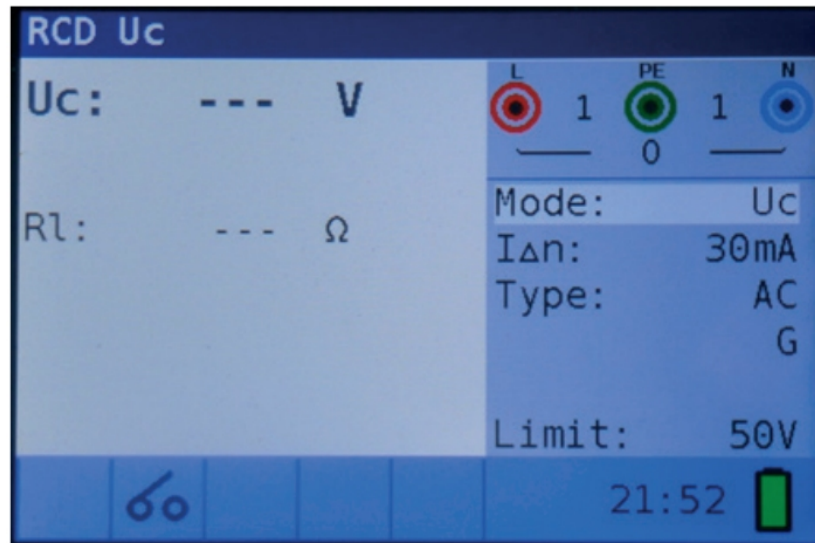 RCD Uc
Uc: --- V
Rl: --- Ω
L PE N
1 1
0
Mode: Uc
I∆n: 30mA
Type: AC
G
Limit: 50V
21:52